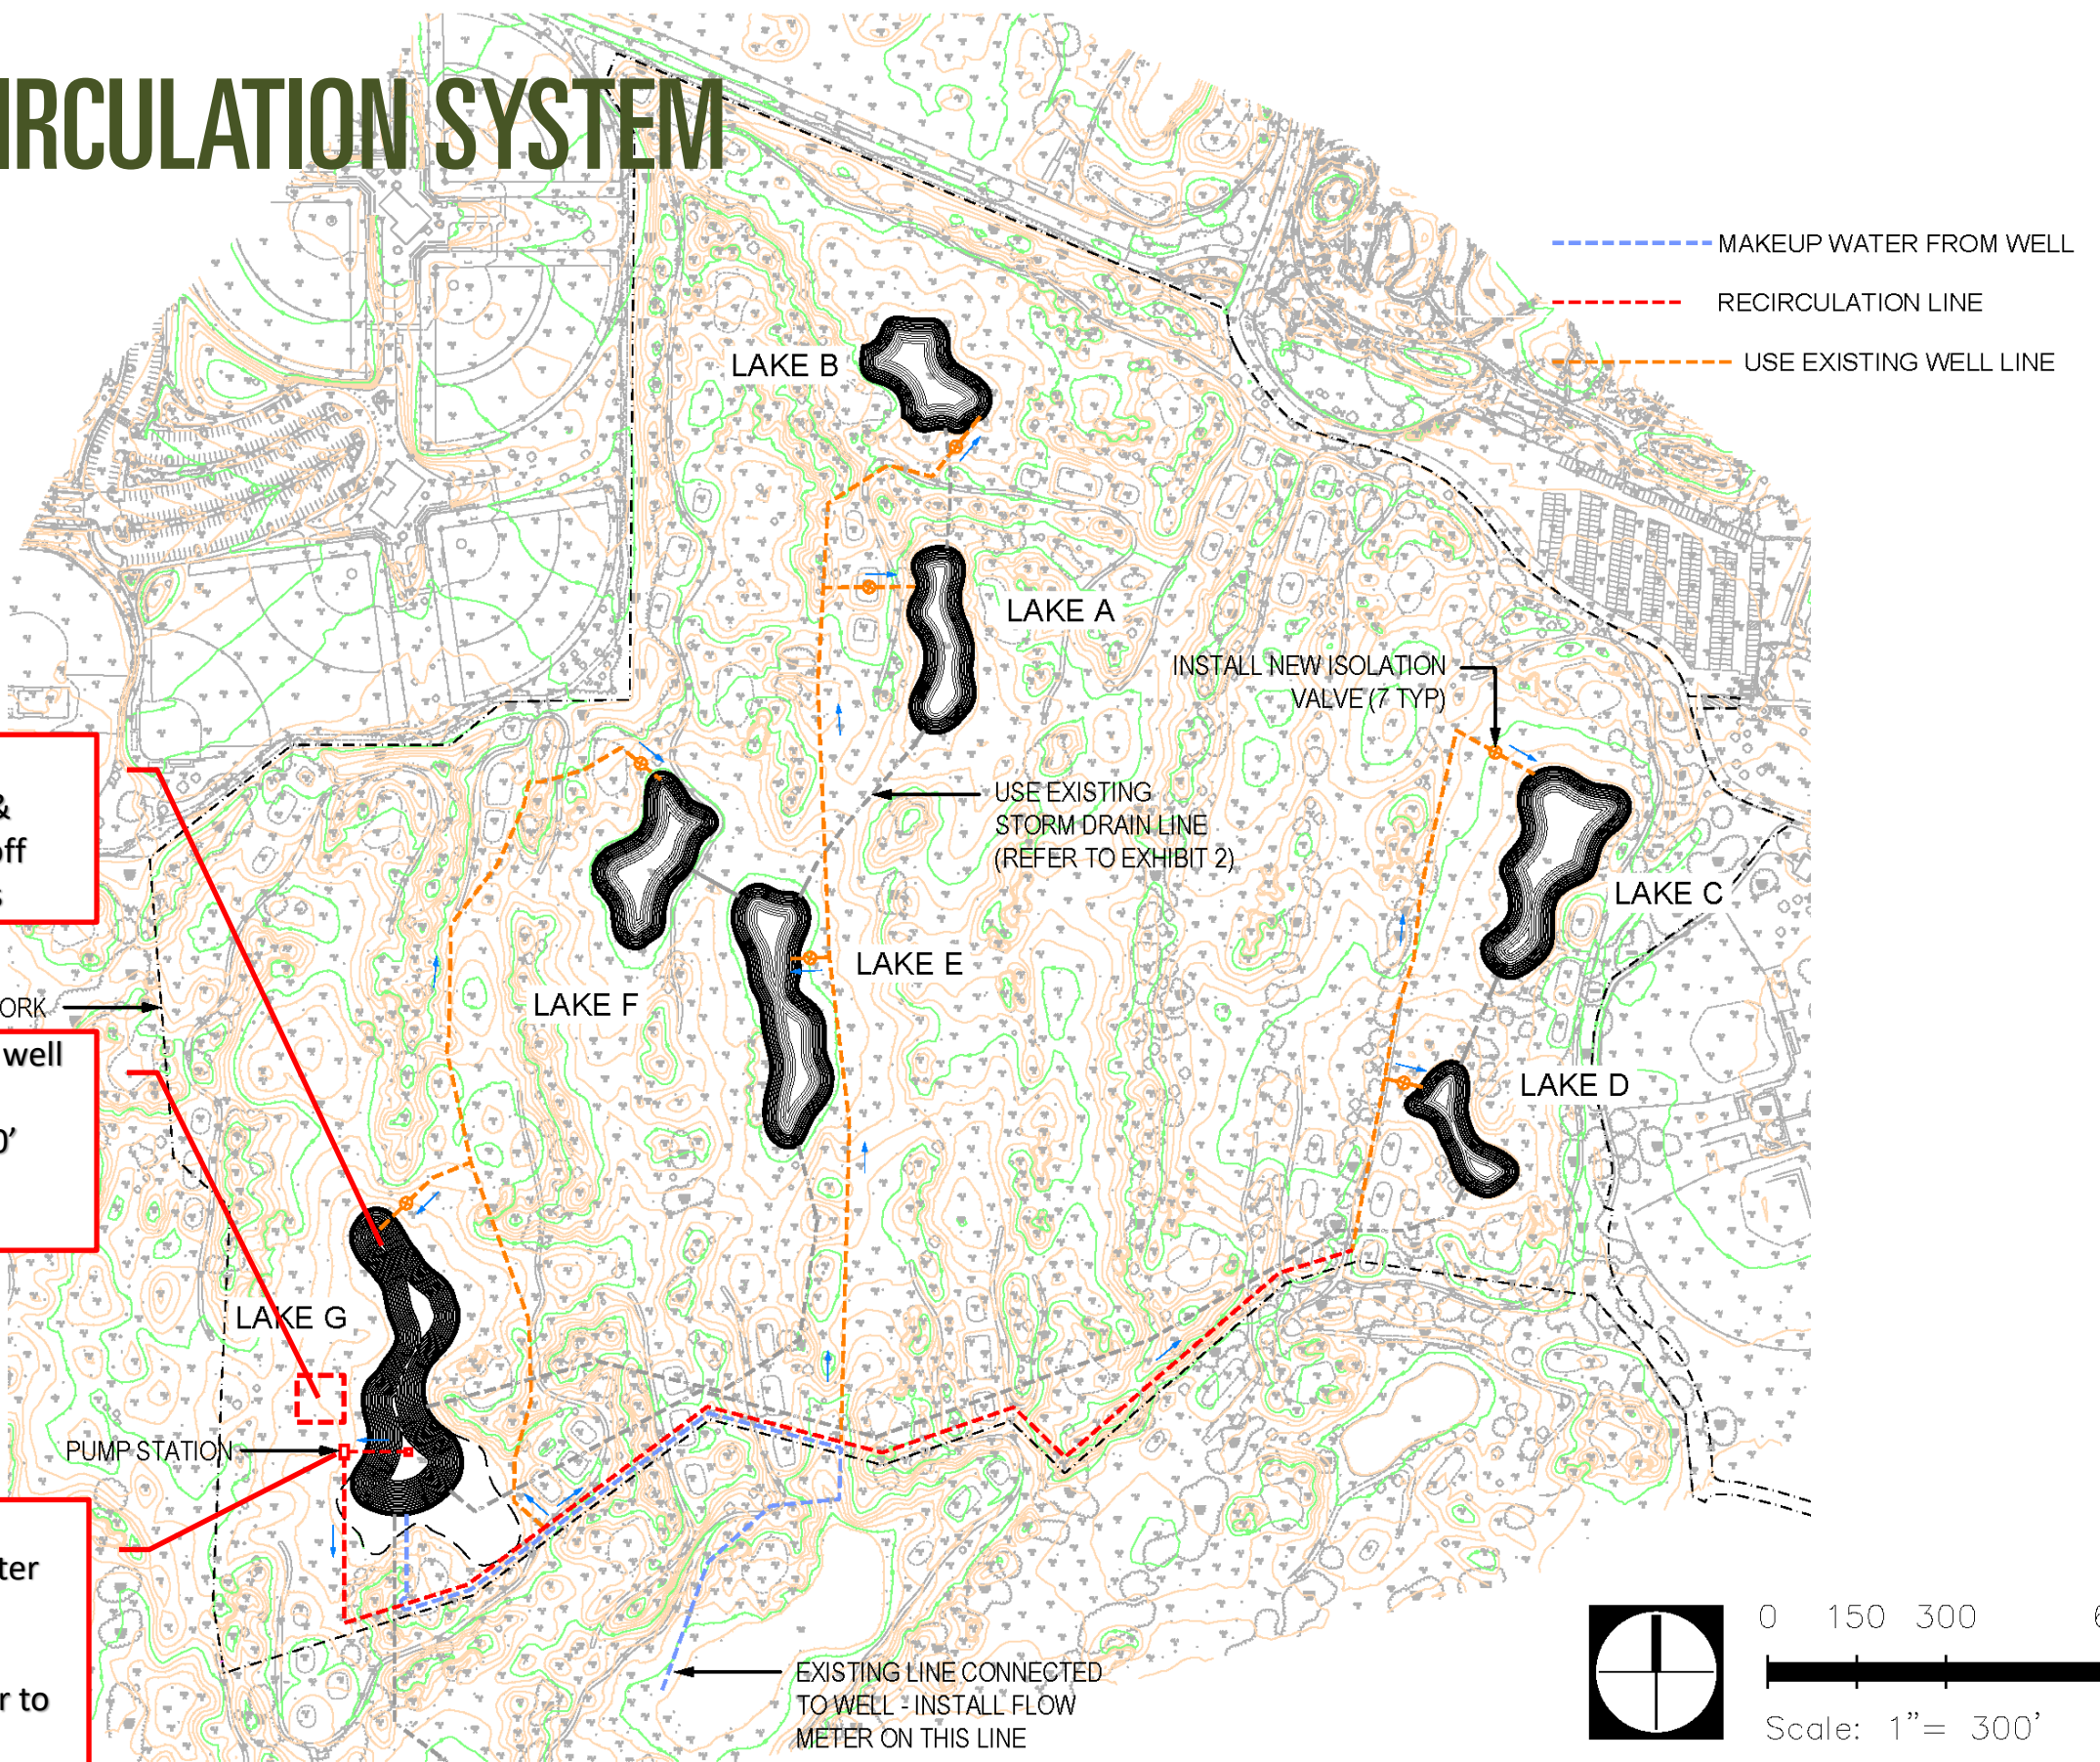 IRCULATION SYSTEM
MAKEUP WATER FROM WELL
RECIRCULATION LINE
USE EXISTING WELL LINE
LAKE B
LAKE A
INSTALL NEW ISOLATION
VALVE (7 TYP)
&
off
s
USE EXISTING
STORM DRAIN LINE
(REFER TO EXHIBIT 2)
LAKE C
LAKE E
LAKE F
ORK
well
0’
LAKE D
LAKE G
PUMP STATION
ter
r to
EXISTING LINE CONNECTED
TO WELL - INSTALL FLOW
METER ON THIS LINE
0 150 300 6
Scale: 1"= 300'